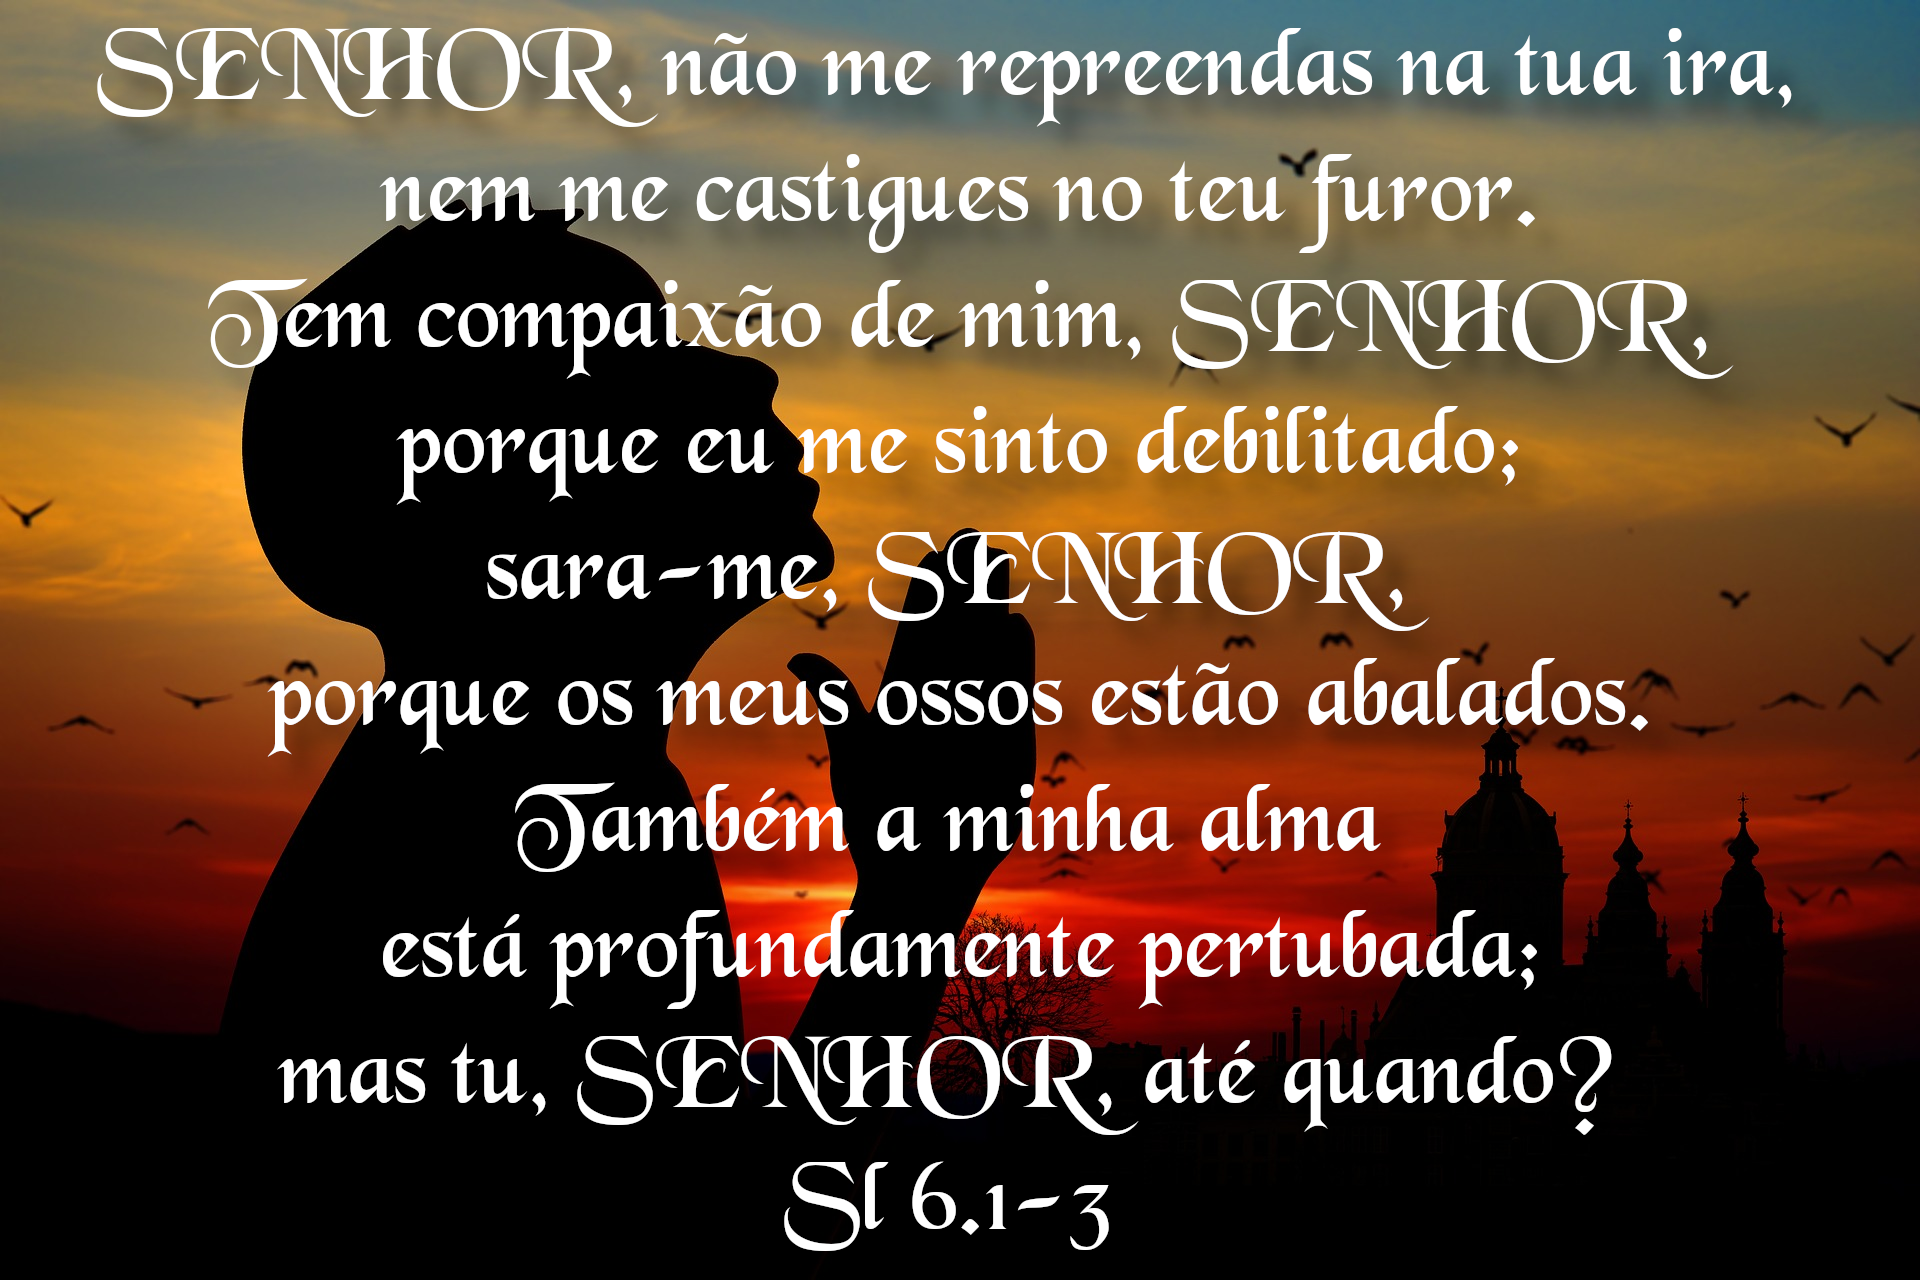 SENHOR, não me repreendas na tua ira,
nem me castigues no teu furor.
Tem compaixão de mim, SENHOR,
porque eu me sinto debilitado;
sara-me, SENHOR,
porque os meus ossos estão abalados.
Também a minha alma
está profundamente pertubada;
mas tu, SENHOR, até quando?
Sl 6.1-3